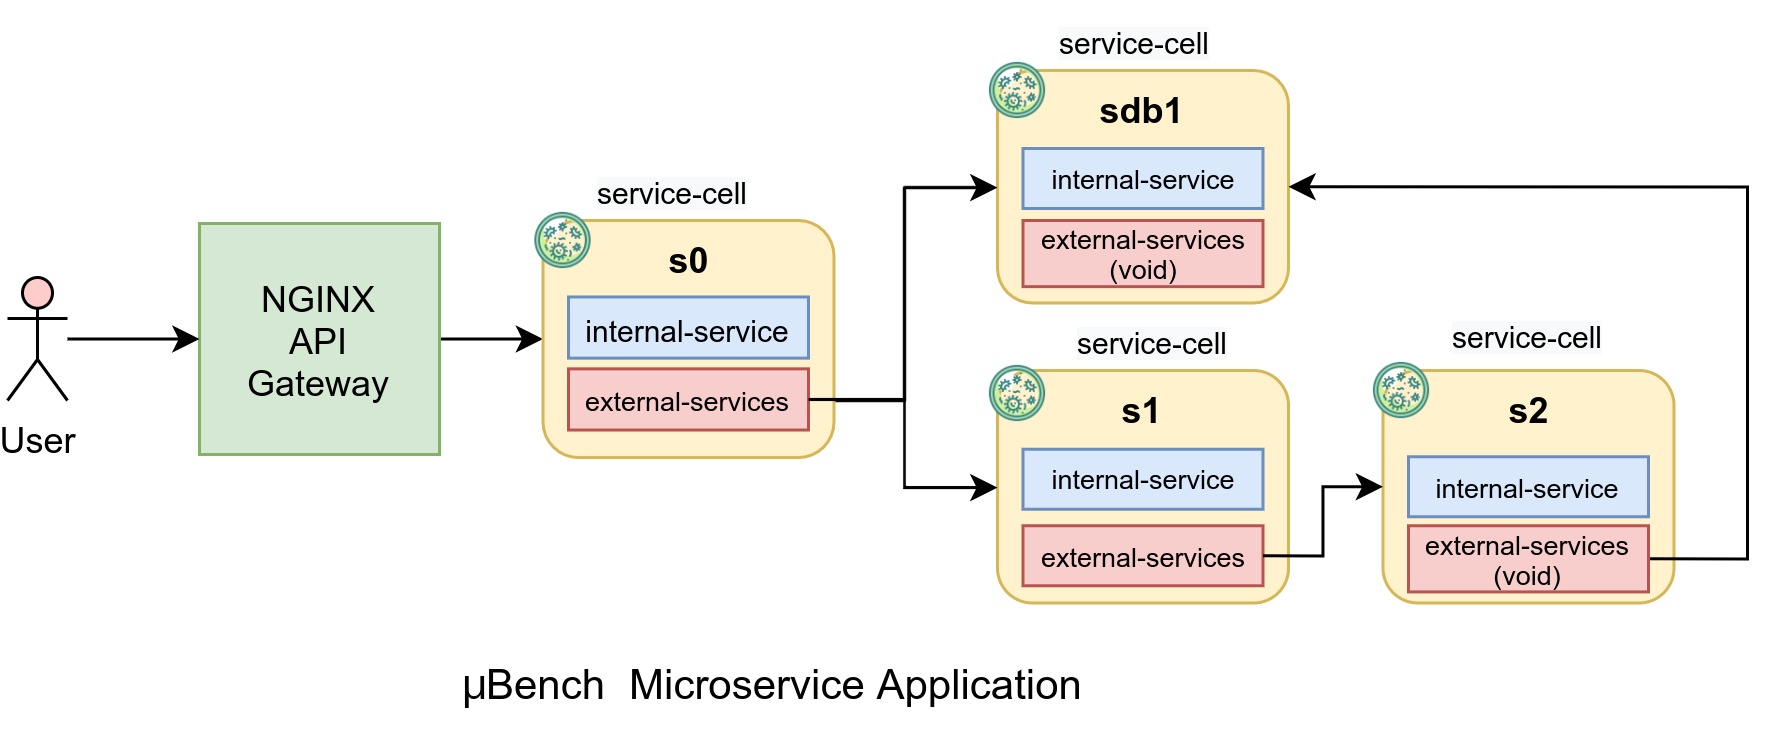 User
NGINX
API
Gateway
service-cell
s0
internal-service
external-services
service-cell
sdb1
internal-service
external-services
(void)
service-cell
s1
internal-service
external-services
service-cell
s2
internal-service
external-services
(void)
µBench Microservice Application